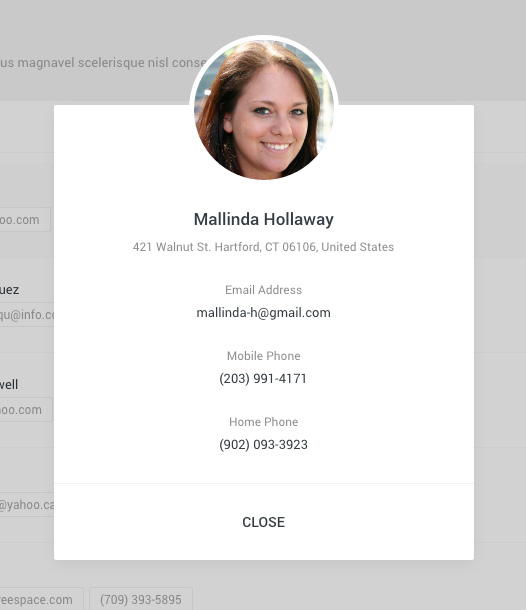 us magnavel scelerisque nisl conse
oo.com
Mallinda Hollaway
421 Walnut St. Hartford, CT 06106, United States
uez
Email Address
qu@info.co
mallinda-h@gmail.com
Mobile Phone
(203) 991-4171
well
hoo.com
Home Phone
(902) 093-3923
@yahoo.ca
CLOSE
reespace.com (709) 393-5895